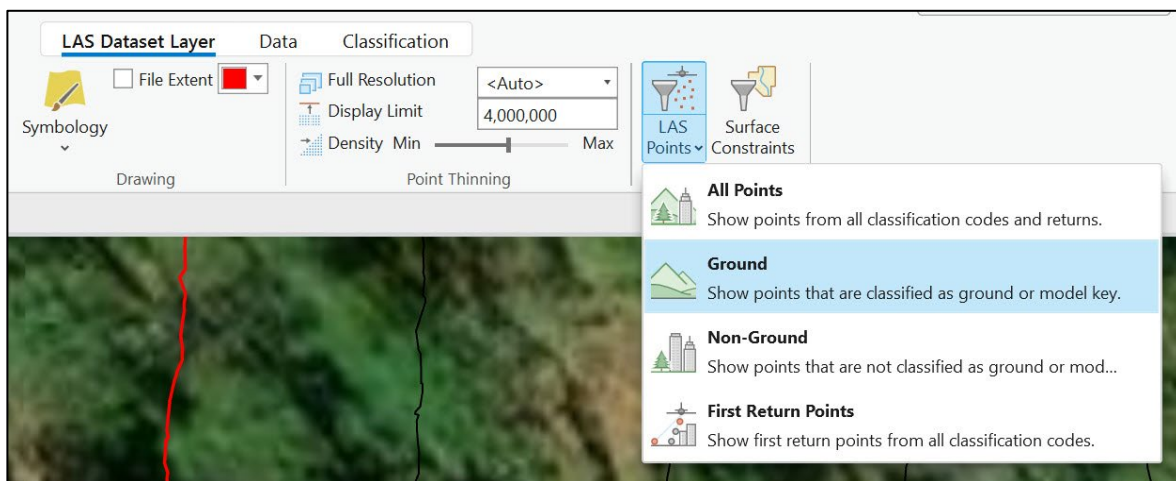 LAS Dataset Layer Data Classification
Symbology
File Extent
Drawing
Full Resolution <Auto>
Display Limit 4,000,000
Density Min Max
Point Thinning
LAS Points
Surface Constraints
All Points
Show points from all classification codes and returns.
Ground
Show points that are classified as ground or model key.
Non-Ground
Show points that are not classified as ground or mod...
First Return Points
Show first return points from all classification codes.